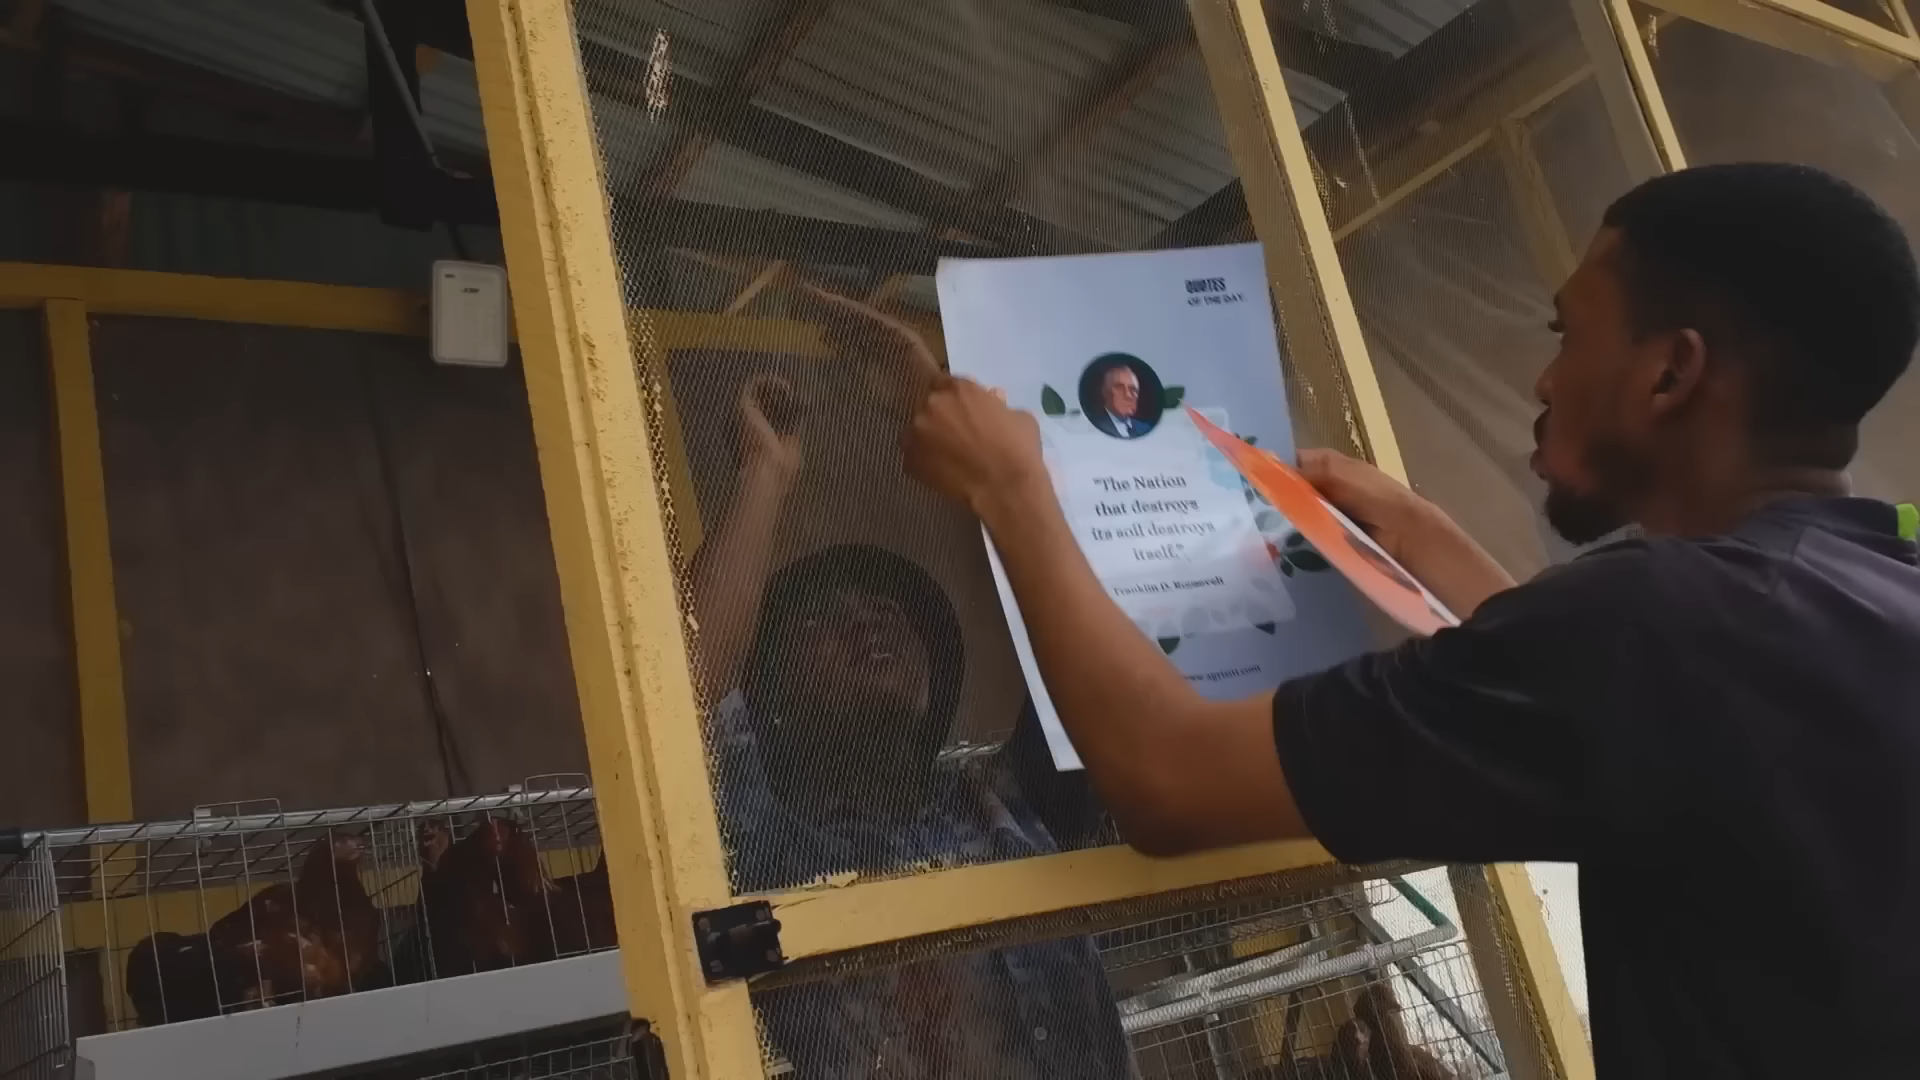 QUOTES
OF THE DAY
"The Nation
that destroys
its soil destroys
itself."
Franklin D. Roosevelt